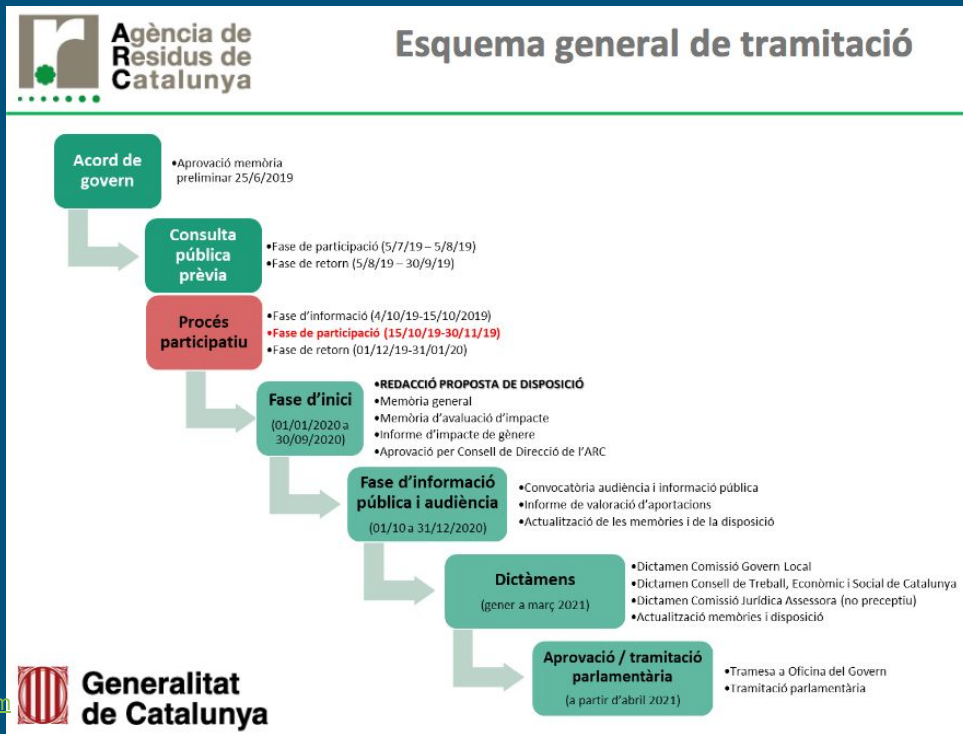 Agència de
Residus de
Catalunya
Esquema general de tramitació
Acord de
govern
•Aprovació memòria
preliminar 25/6/2019
Consulta
pública
prèvia
•Fase de participació (5/7/19 – 5/8/19)
•Fase de retorn (5/8/19 – 30/9/19)
Procés
participatiu
•Fase d'informació (4/10/19-15/10/2019)
•Fase de participació (15/10/19-30/11/19)
•Fase de retorn (01/12/19-31/01/20)
Fase d'inici
(01/01/2020 a
30/09/2020)
•REDACCIÓ PROPOSTA DE DISPOSICIÓ
•Memòria general
•Memòria d'avaluació d'impacte
•Informe d'impacte de gènere
•Aprovació per Consell de Direcció de l'ARC
Fase d'informació
pública i audiència
(01/10 a 31/12/2020)
•Convocatòria audiència i informació pública
•Informe de valoració d'aportacions
•Actualització de les memòries i de la disposició
Dictàmens
(gener a març 2021)
•Dictamen Comissió Govern Local
•Dictamen Consell de Treball, Econòmic i Social de Catalunya
•Dictamen Comissió Jurídica Assessora (no preceptiu)
•Actualització memòries i disposició
Aprovació / tramitació
parlamentària
(a partir d'abril 2021)
•Tramesa a Oficina del Govern
•Tramitació parlamentària
Generalitat
de Catalunya